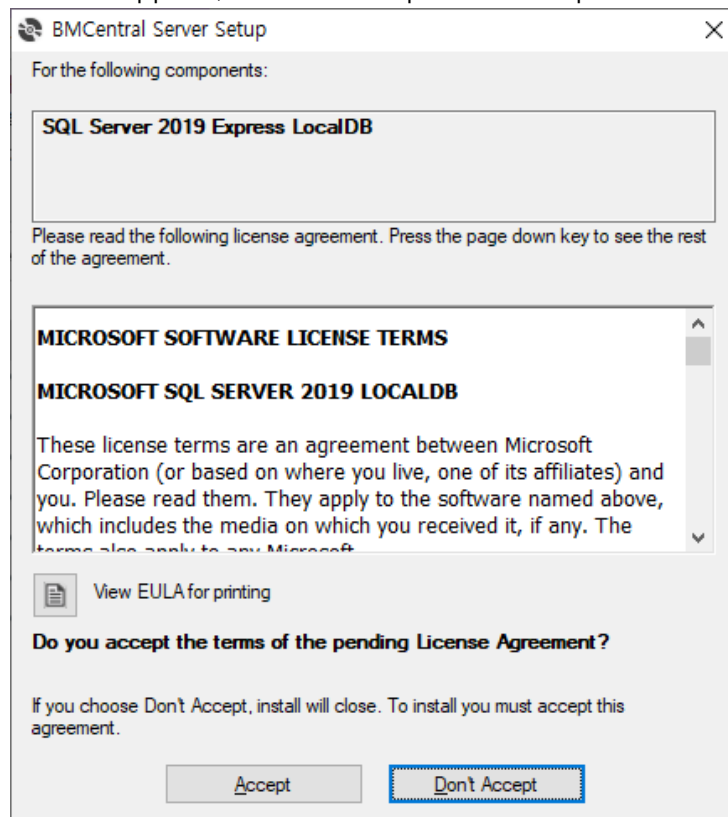 BMCentral Server Setup
For the following components:
SQL Server 2019 Express LocalDB
Please read the following license agreement. Press the page down key to see the rest
of the agreement.
MICROSOFT SOFTWARE LICENSE TERMS
MICROSOFT SQL SERVER 2019 LOCALDB
These license terms are an agreement between Microsoft
Corporation (or based on where you live, one of its affiliates) and
you. Please read them. They apply to the software named above,
which includes the media on which you received it, if any. The
terms also apply to any Microsoft
View EULA for printing
Do you accept the terms of the pending License Agreement?
If you choose Don't Accept, install will close. To install you must accept this
agreement.
Accept
Don't Accept